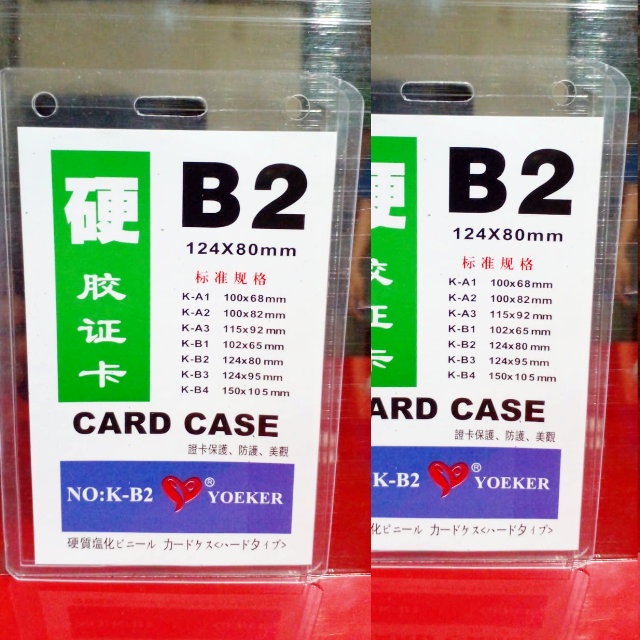 硬
胶
证
卡
B2
124X80mm
标准规格
K-A1 100x68mm
K-A2 100x82mm
K-A3 115x92mm
K-B1 102x65mm
K-B2 124x80mm
K-B3 124x95mm
K-B4 150x105mm
CARD CASE
證卡保護、防護、美觀
NO:K-B2 ® YOEKER
硬質塩化ビニール カードケス<ハードタイプ>
硬
胶
证
卡
B2
124X80mm
标准规格
K-A1 100x68mm
K-A2 100x82mm
K-A3 115x92mm
K-B1 102x65mm
K-B2 124x80mm
K-B3 124x95mm
K-B4 150x105mm
ARD CASE
證卡保護、防護、美觀
K-B2 ® YOEKER
化ビニール カードケス<ハードタイプ>